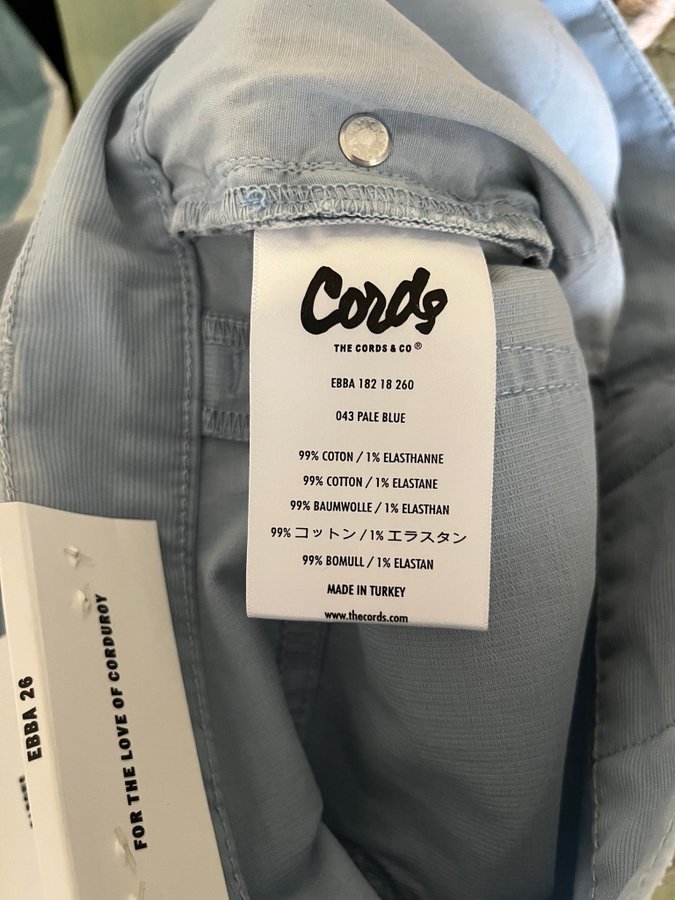 Cords
THE CORDS & CO®
EBBA 182 18 260
043 PALE BLUE
99% COTON / 1% ELASTHANNE
99% COTTON / 1% ELASTANE
99% BAUMWOLLE / 1% ELASTHAN
99% コットン / 1% エラスタン
99% BOMULL / 1% ELASTAN
MADE IN TURKEY
www.thecords.com
EBBA 26
FOR THE LOVE OF CORDUROY